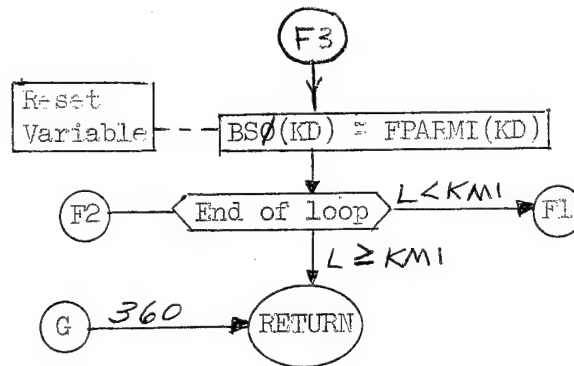 F3
Reset
Variable
BSØ(KD) = FPARMI(KD)
F2
End of loop
L<KMI
F1
L ≥ KMI
G
360
RETURN